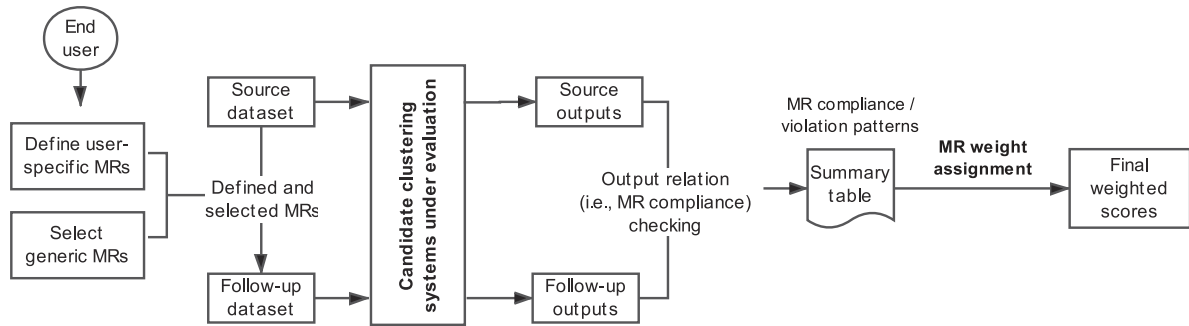 End
user
Define user-
specific MRs
Select
generic MRs
Source
dataset
Defined and
selected MRs
Follow-up
dataset
Candidate clustering
systems under evaluation
Source
outputs
Output relation
(i.e., MR compliance)
checking
Follow-up
outputs
MR compliance /
violation patterns
Summary
table
MR weight
assignment
Final
weighted
scores